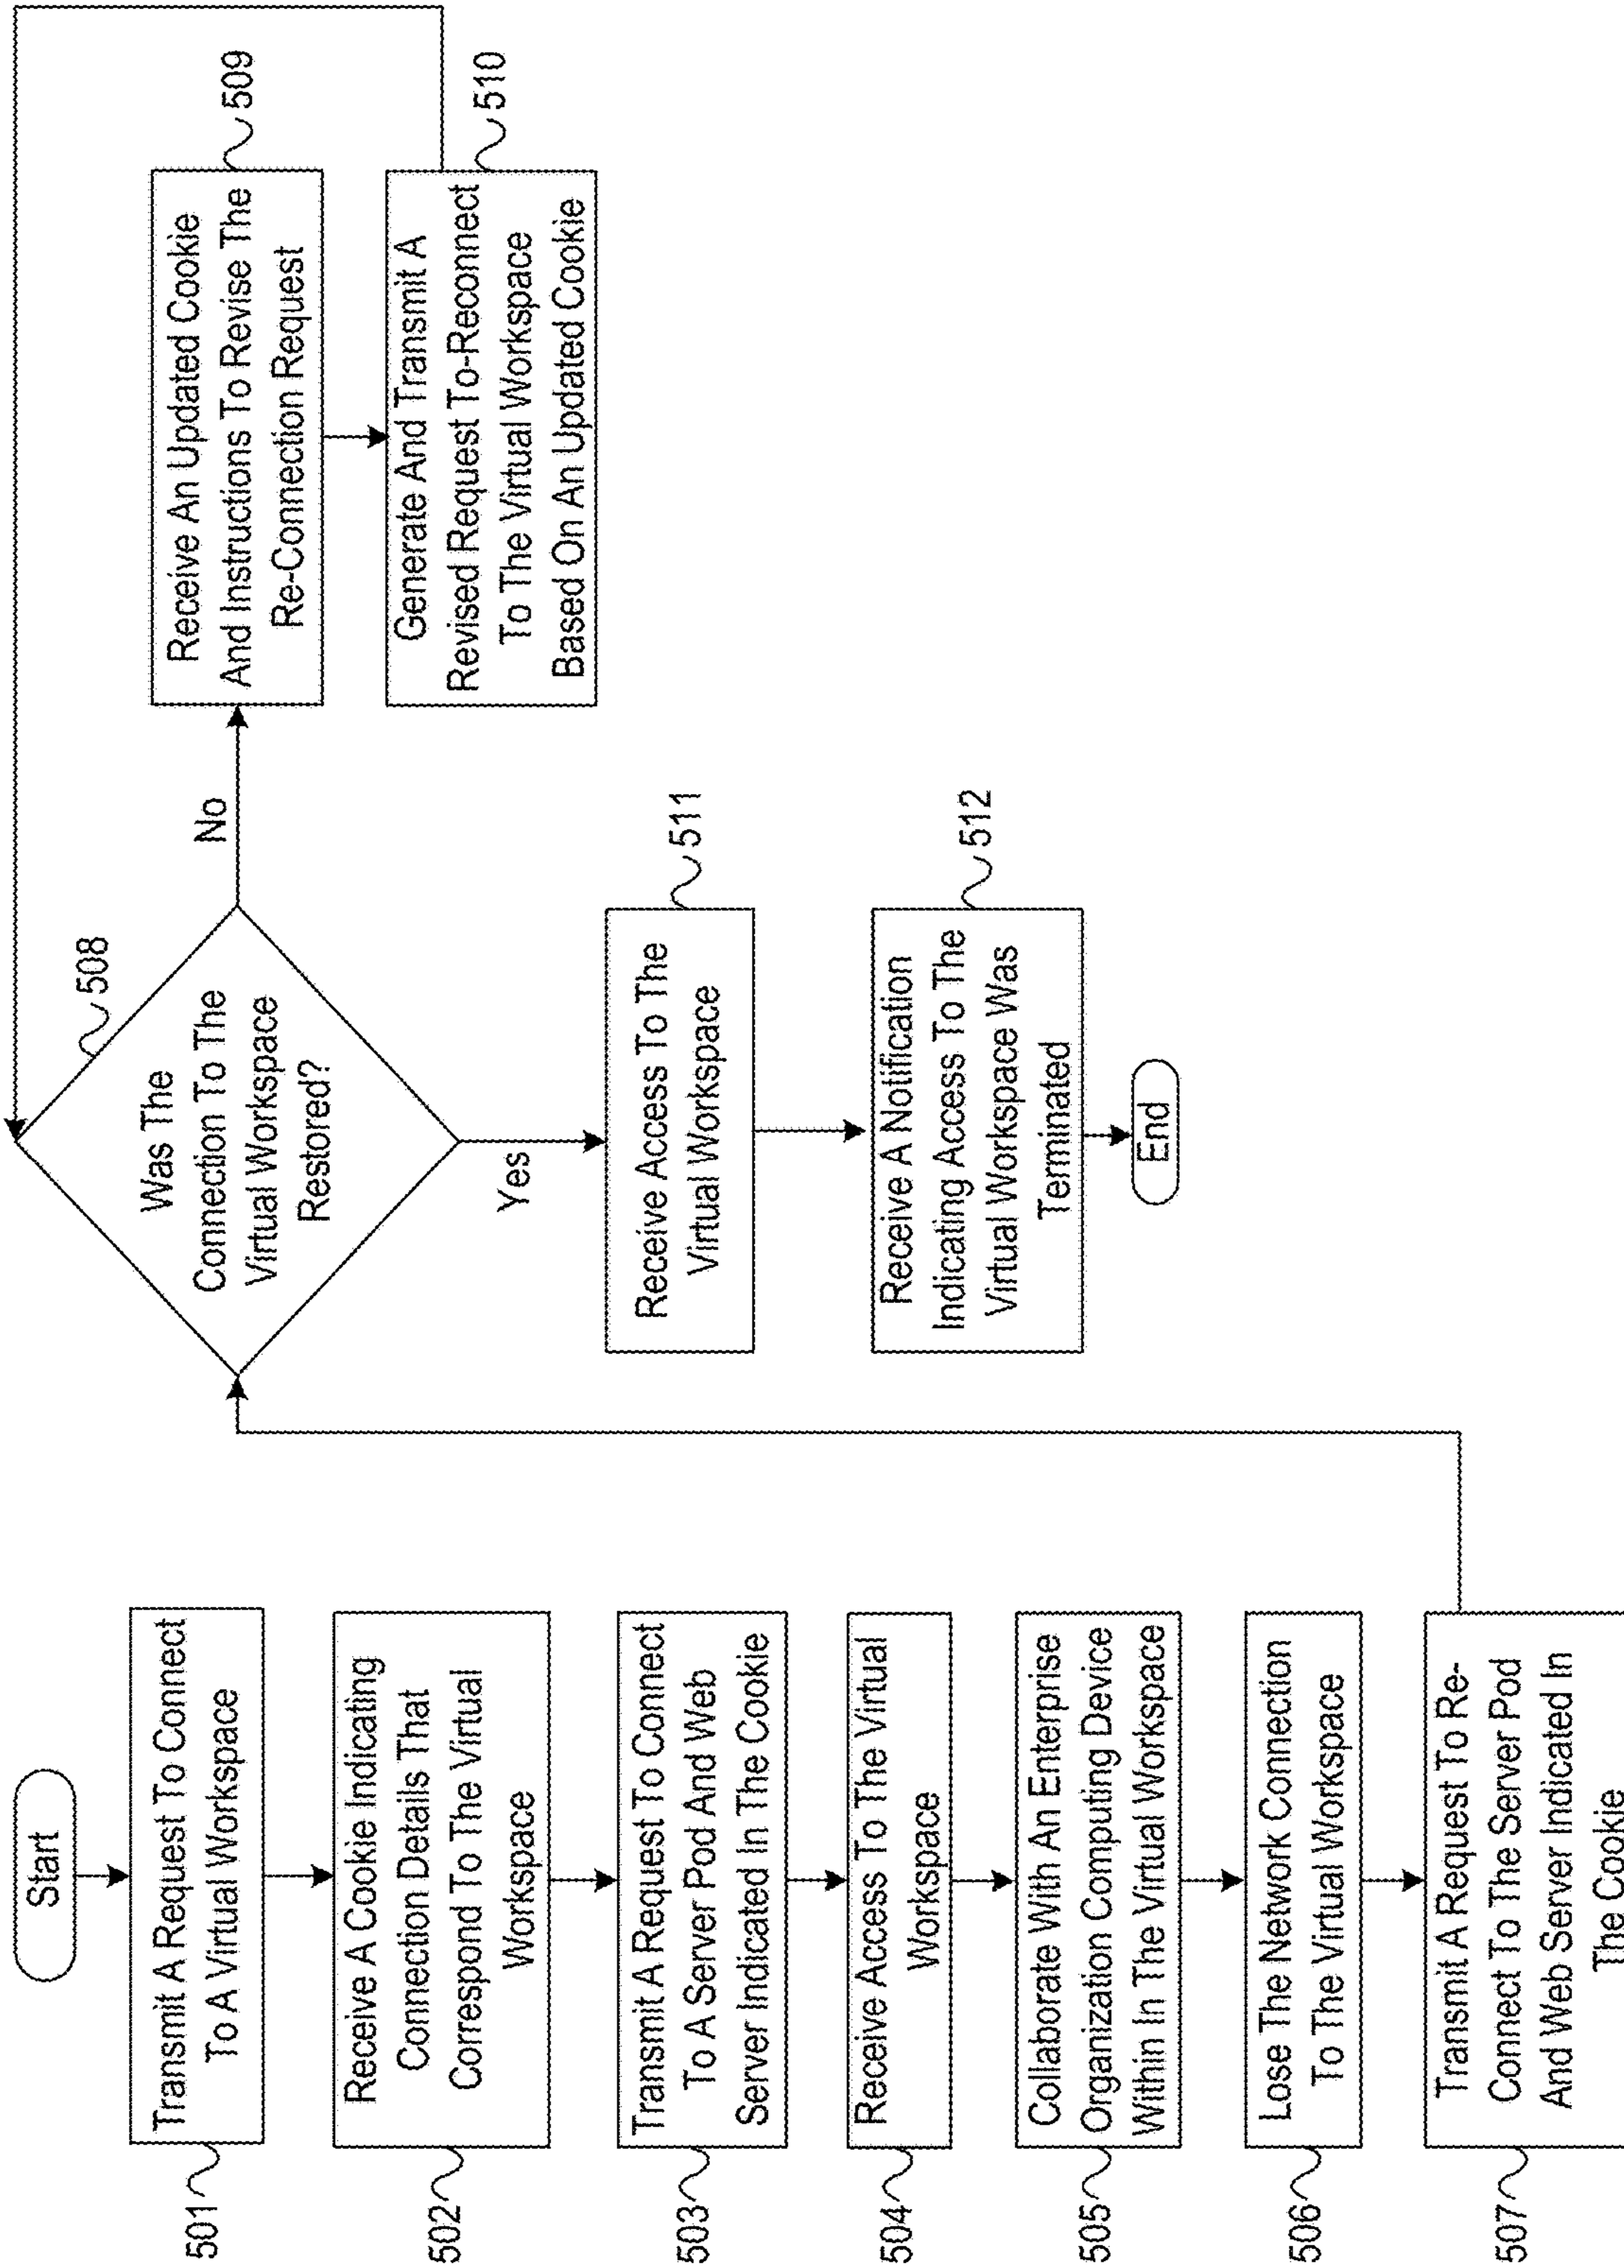 Start
501
Transmit A Request To Connect
To A Virtual Workspace
502
Receive A Cookie Indicating
Connection Details That
Correspond To The Virtual
Workspace
503
Transmit A Request To Connect
To A Server Pod And Web
Server Indicated In The Cookie
504
Receive Access To The Virtual
Workspace
505
Collaborate With An Enterprise
Organization Computing Device
Within In The Virtual Workspace
506
Lose The Network Connection
To The Virtual Workspace
507
Transmit A Request To Re-
Connect To The Server Pod
And Web Server Indicated In
The Cookie
508
Was The
Connection To The
Virtual Workspace
Restored?
No
509
Receive An Updated Cookie
And Instructions To Revise The
Re-Connection Request
510
Generate And Transmit A
Revised Request To-Reconnect
To The Virtual Workspace
Based On An Updated Cookie
Yes
511
Receive Access To The
Virtual Workspace
512
Receive A Notification
Indicating Access To The
Virtual Workspace Was
Terminated
End